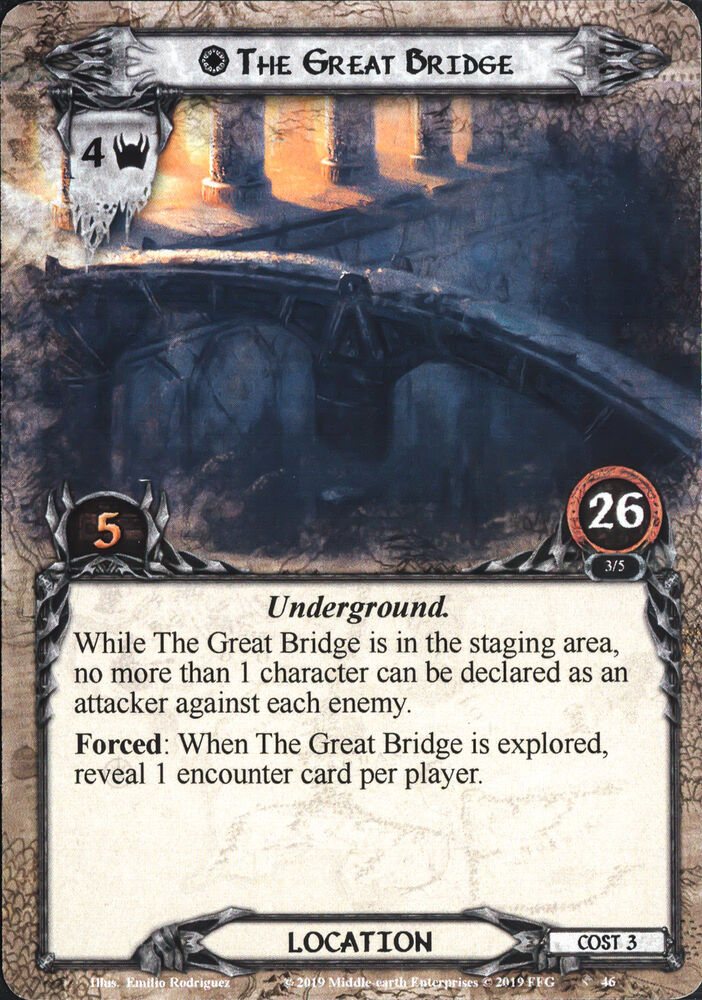 THE GREAT BRIDGE
4
5
26
3/5
Underground.
While The Great Bridge is in the staging area,
no more than 1 character can be declared as an
attacker against each enemy.
Forced: When The Great Bridge is explored,
reveal 1 encounter card per player.
LOCATION
COST 3
Illus. Emilio Rodriguez
© 2019 Middle-earth Enterprises © 2019 FFG
46